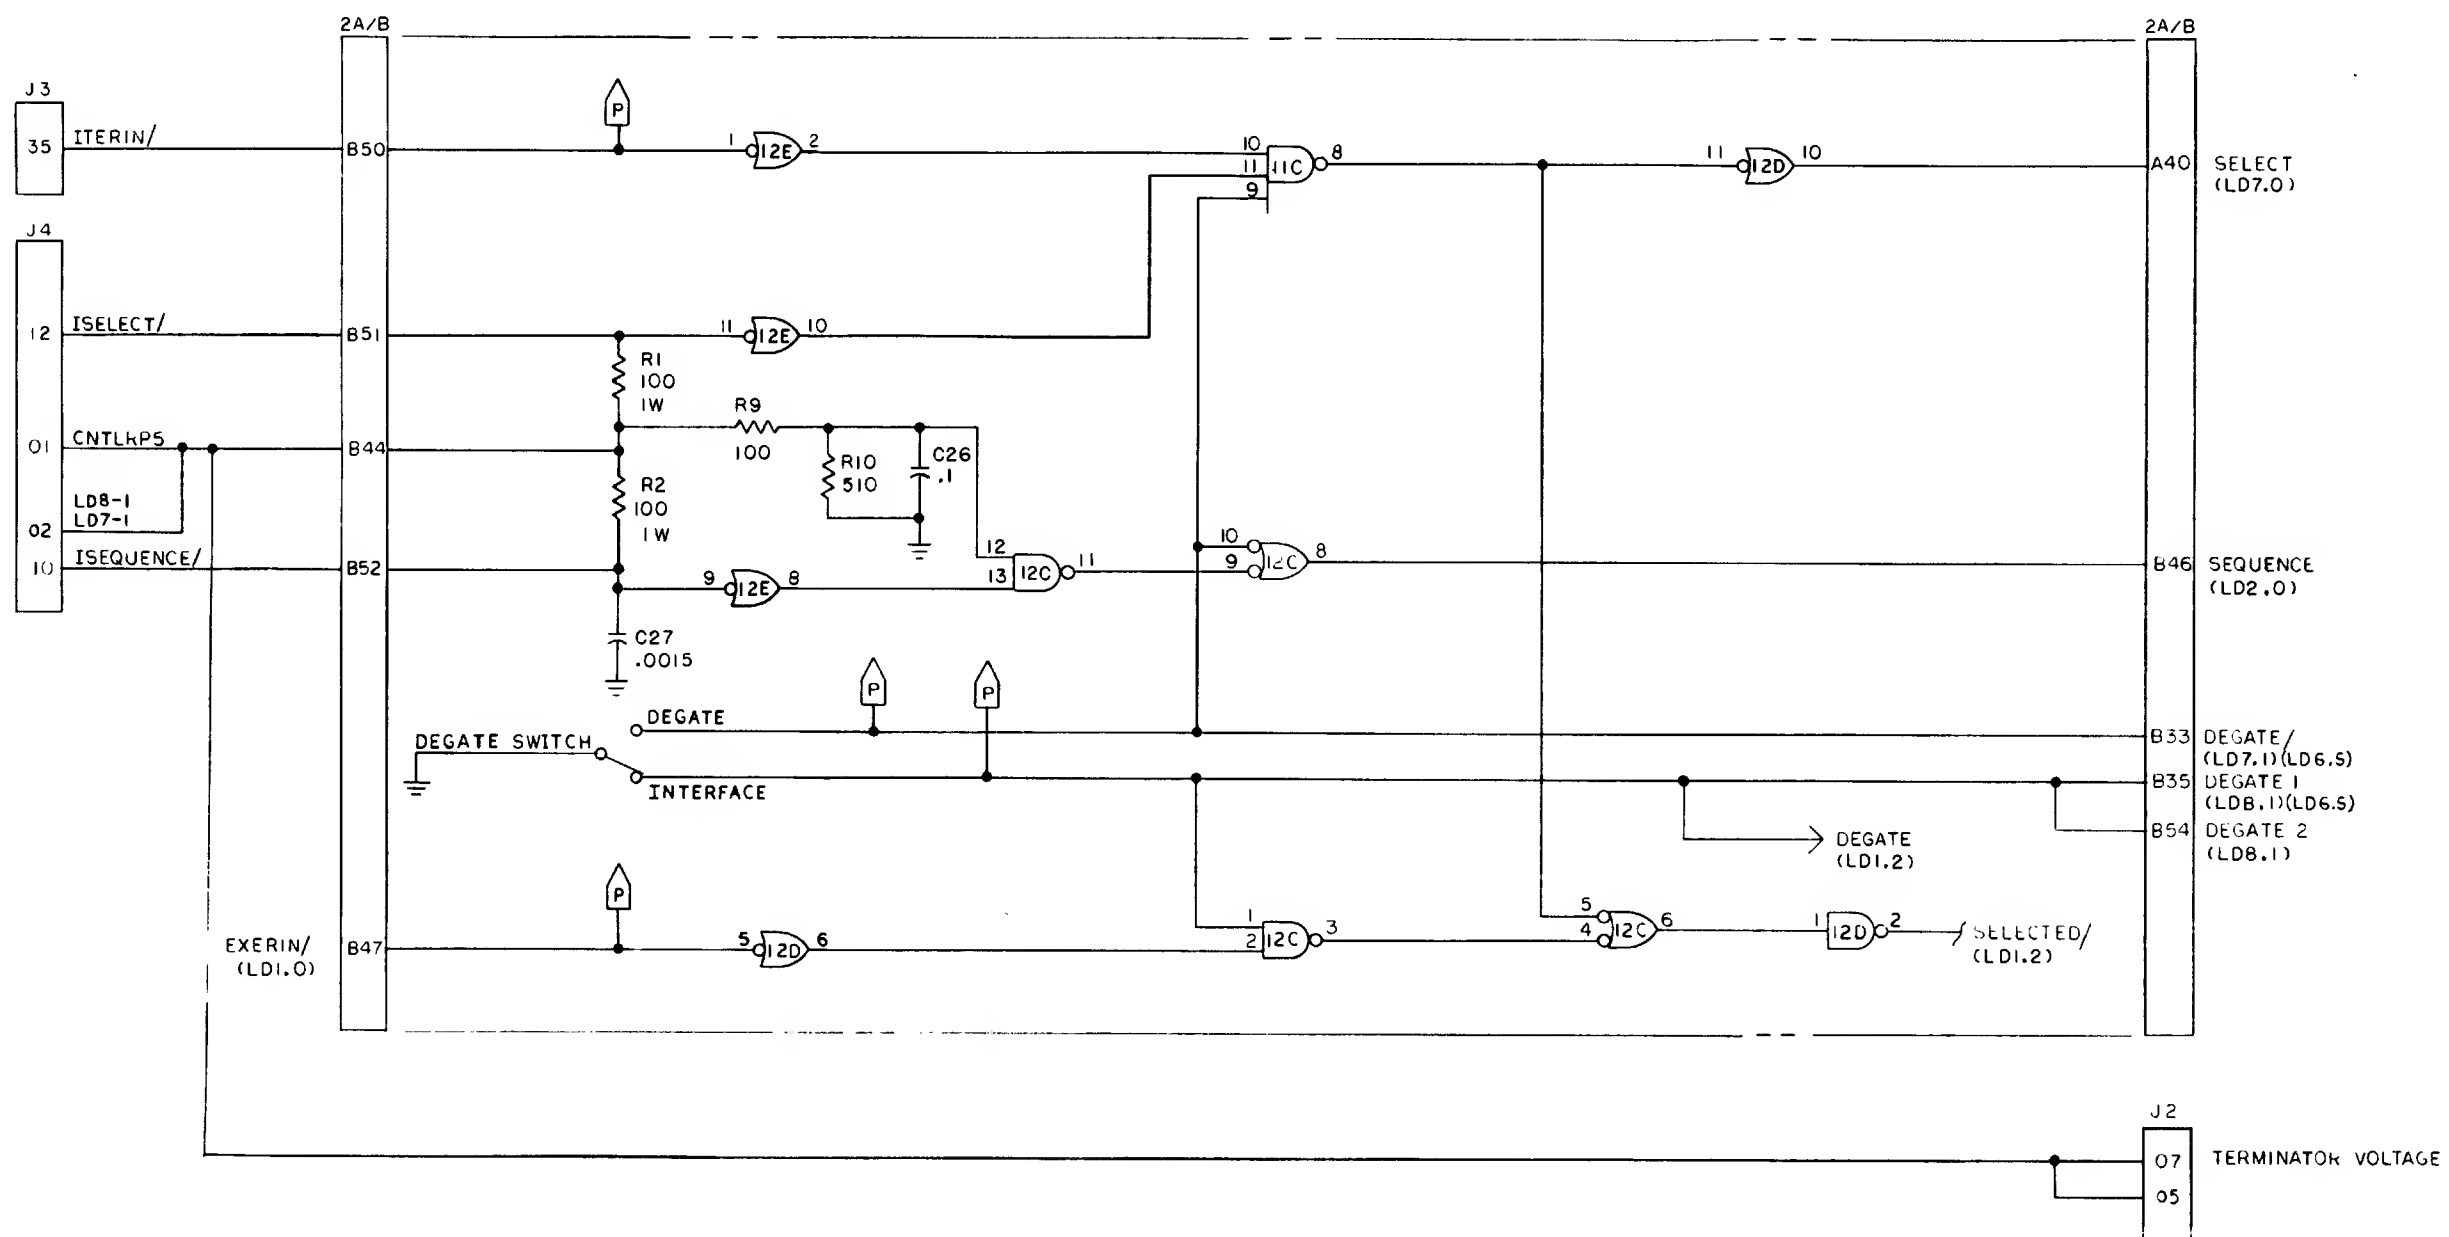 2A/B
2A/B
J3
P
35
ITERIN/
B50
1
12E
2
10
11
9
11C
8
11
12D
10
A40
SELECT
(LD7.0)
J4
12
ISELECT/
B51
11
12E
10
R1
100
1W
R9
100
01
CNTLRP5
B44
R10
510
C26
.1
R2
100
1W
LD8-1
LD7-1
02
10
ISEQUENCE/
B52
9
12E
8
12
13
12C
11
10
9
12C
8
B46
SEQUENCE
(LD2.0)
C27
.0015
P
P
DEGATE
DEGATE SWITCH
INTERFACE
B33
DEGATE/
(LD7.1)(LD6.5)
B35
DEGATE 1
(LD8.1)(LD6.5)
B54
DEGATE 2
(LD8.1)
DEGATE
(LD1.2)
P
EXERIN/
(LD1.0)
B47
5
12D
6
1
2
12C
3
5
4
12C
6
1
12D
2
SELECTED/
(LD1.2)
J2
07
TERMINATOR VOLTAGE
05